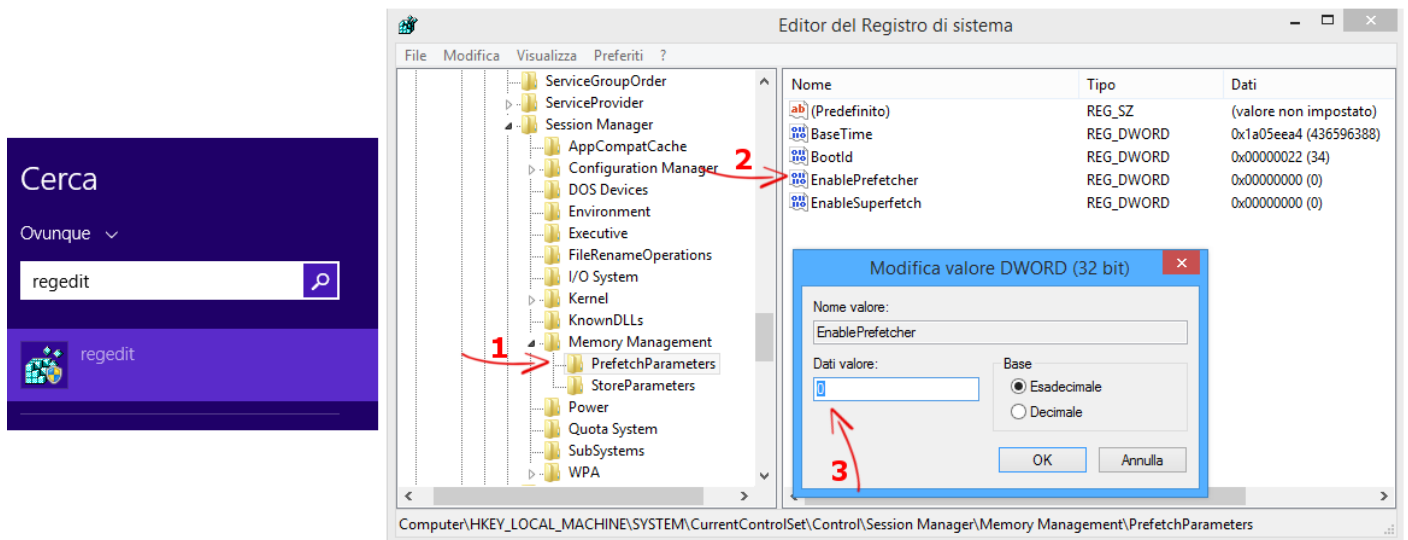 Cerca
Ovunque
regedit
regedit
Editor del Registro di sistema
File Modifica Visualizza Preferiti ?
ServiceGroupOrder
ServiceProvider
Session Manager
AppCompatCache
Configuration Manager
DOS Devices
Environment
Executive
FileRenameOperations
I/O System
Kernel
KnownDLLs
Memory Management
1
PrefetchParameters
StoreParameters
Power
Quota System
SubSystems
WPA
Nome Tipo Dati
(Predefinito) REG_SZ (valore non impostato)
BaseTime REG_DWORD 0x1a05eea4 (436596388)
BootId REG_DWORD 0x00000022 (34)
2
EnablePrefetcher REG_DWORD 0x00000000 (0)
EnableSuperfetch REG_DWORD 0x00000000 (0)
Modifica valore DWORD (32 bit)
Nome valore:
EnablePrefetcher
Dati valore:
0
Base
Esadecimale
Decimale
3
OK Annulla
Computer\HKEY_LOCAL_MACHINE\SYSTEM\CurrentControlSet\Control\Session Manager\Memory Management\PrefetchParameters